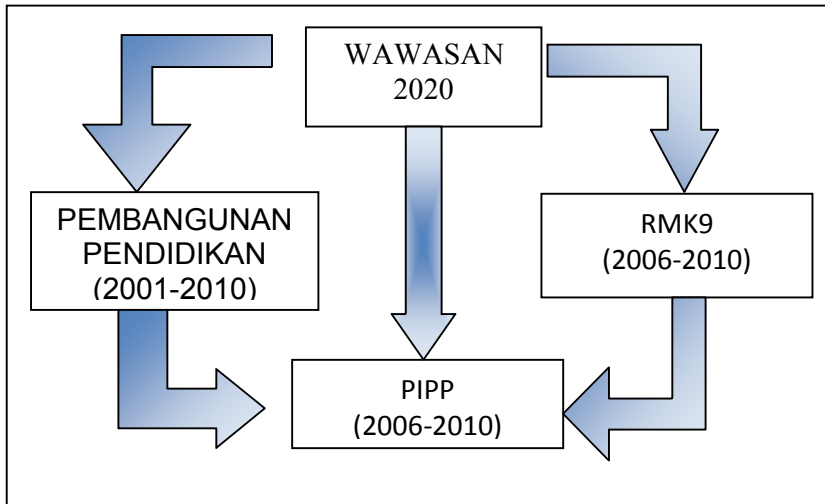 WAWASAN
2020
PEMBANGUNAN
PENDIDIKAN
(2001-2010)
RMK9
(2006-2010)
PIPP
(2006-2010)